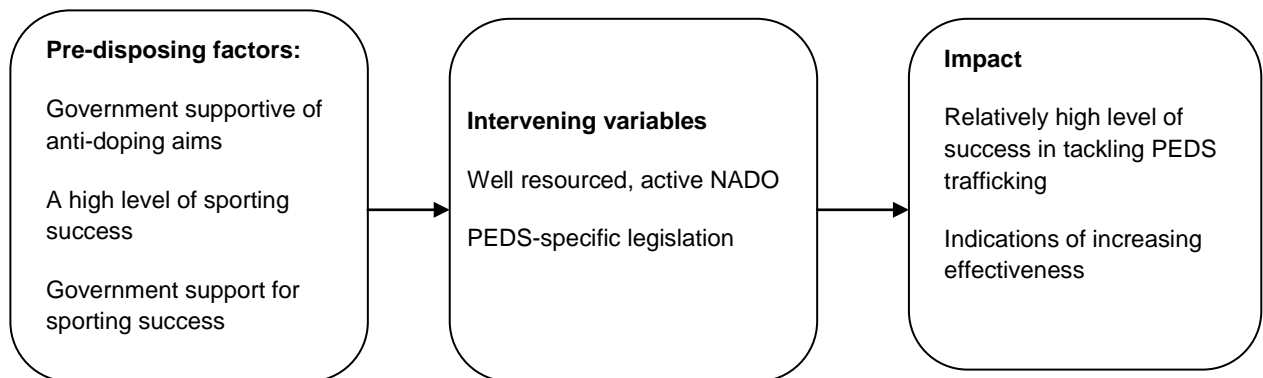 Pre-disposing factors:
Government supportive of
anti-doping aims
A high level of sporting
success
Government support for
sporting success
Intervening variables
Well resourced, active NADO
PEDS-specific legislation
Impact
Relatively high level of
success in tackling PEDS
trafficking
Indications of increasing
effectiveness